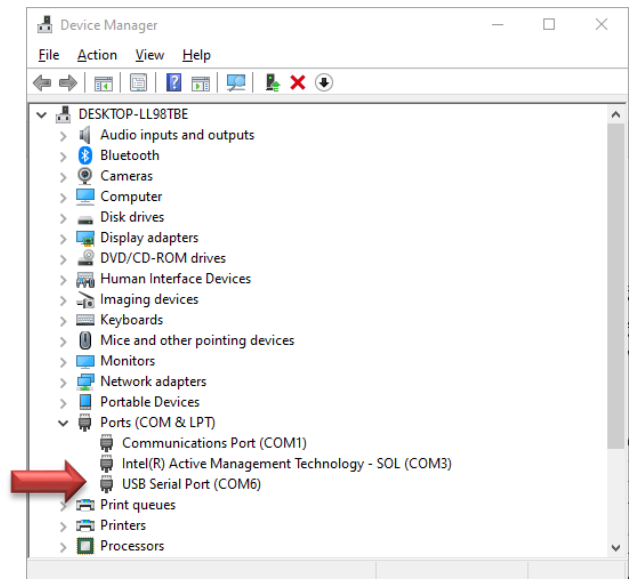 Device Manager
File Action View Help
DESKTOP-LL98TBE
Audio inputs and outputs
Bluetooth
Cameras
Computer
Disk drives
Display adapters
DVD/CD-ROM drives
Human Interface Devices
Imaging devices
Keyboards
Mice and other pointing devices
Monitors
Network adapters
Portable Devices
Ports (COM & LPT)
Communications Port (COM1)
Intel(R) Active Management Technology - SOL (COM3)
USB Serial Port (COM6)
Print queues
Printers
Processors